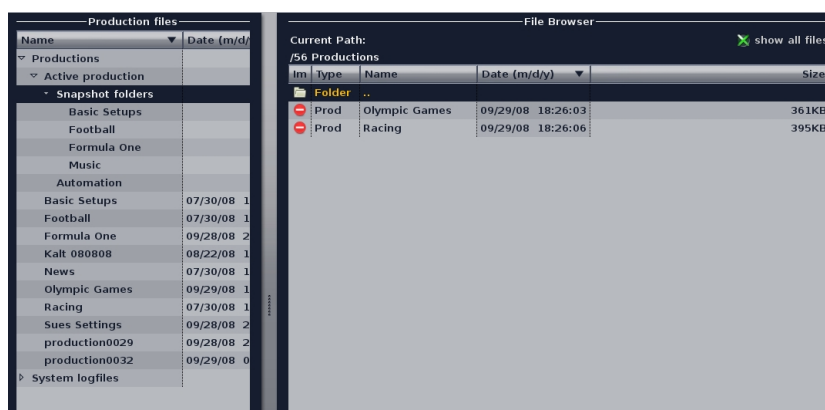 Production files
Name Date (m/d/
Productions
Active production
Snapshot folders
Basic Setups
Football
Formula One
Music
Automation
Basic Setups 07/30/08 1
Football 07/30/08 1
Formula One 09/28/08 2
Kalt 080808 08/22/08 1
News 07/30/08 1
Olympic Games 09/29/08 1
Racing 07/30/08 1
Sues Settings 09/28/08 2
production0029 09/28/08 2
production0032 09/29/08 0
System logfiles
File Browser
Current Path: show all files
/56 Productions
Im Type Name Date (m/d/y) Size
Folder ..
Prod Olympic Games 09/29/08 18:26:03 361KB
Prod Racing 09/29/08 18:26:06 395KB